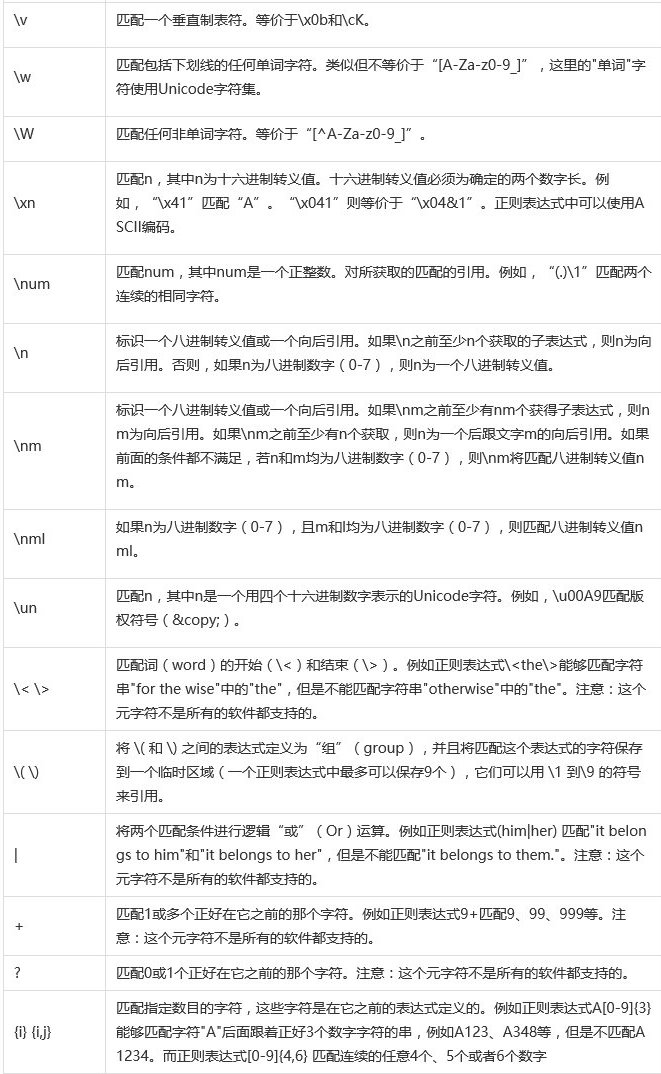 \v
匹配一个垂直制表符。等价于\x0b和\cK。
\w
匹配包括下划线的任何单词字符。类似但不等价于“[A-Za-z0-9_]”，这里的"单词"字
符使用Unicode字符集。
\W
匹配任何非单词字符。等价于“[^A-Za-z0-9_]”。
\xn
匹配n，其中n为十六进制转义值。十六进制转义值必须为确定的两个数字长。例
如，“\x41”匹配“A”。“\x041”则等价于“\x04&1”。正则表达式中可以使用A
SCII编码。
\num
匹配num，其中num是一个正整数。对所获取的匹配的引用。例如，“(.)\1”匹配两个
连续的相同字符。
\n
标识一个八进制转义值或一个向后引用。如果\n之前至少n个获取的子表达式，则n为向
后引用。否则，如果n为八进制数字（0-7），则n为一个八进制转义值。
\nm
标识一个八进制转义值或一个向后引用。如果\nm之前至少有nm个获得子表达式，则n
m为向后引用。如果\nm之前至少有n个获取，则n为一个后跟文字m的向后引用。如果
前面的条件都不满足，若n和m均为八进制数字（0-7），则\nm将匹配八进制转义值n
m。
\nml
如果n为八进制数字（0-7），且m和l均为八进制数字（0-7），则匹配八进制转义值n
ml。
\un
匹配n，其中n是一个用四个十六进制数字表示的Unicode字符。例如，\u00A9匹配版
权符号（&copy;）。
\< \>
匹配词（word）的开始（\<）和结束（\>）。例如正则表达式\<the\>能够匹配字符
串"for the wise"中的"the"，但是不能匹配字符串"otherwise"中的"the"。注意：这个
元字符不是所有的软件都支持的。
\( \)
将 \( 和 \) 之间的表达式定义为“组”（group），并且将匹配这个表达式的字符保存
到一个临时区域（一个正则表达式中最多可以保存9个），它们可以用 \1 到\9 的符号
来引用。
|
将两个匹配条件进行逻辑“或”（Or）运算。例如正则表达式(him|her) 匹配"it belon
gs to him"和"it belongs to her"，但是不能匹配"it belongs to them."。注意：这个
元字符不是所有的软件都支持的。
+
匹配1或多个正好在它之前的那个字符。例如正则表达式9+匹配9、99、999等。注
意：这个元字符不是所有的软件都支持的。
?
匹配0或1个正好在它之前的那个字符。注意：这个元字符不是所有的软件都支持的。
{i} {i,j}
匹配指定数目的字符，这些字符是在它之前的表达式定义的。例如正则表达式A[0-9]{3}
能够匹配字符"A"后面跟着正好3个数字字符的串，例如A123、A348等，但是不匹配A
1234。而正则表达式[0-9]{4,6} 匹配连续的任意4个、5个或者6个数字